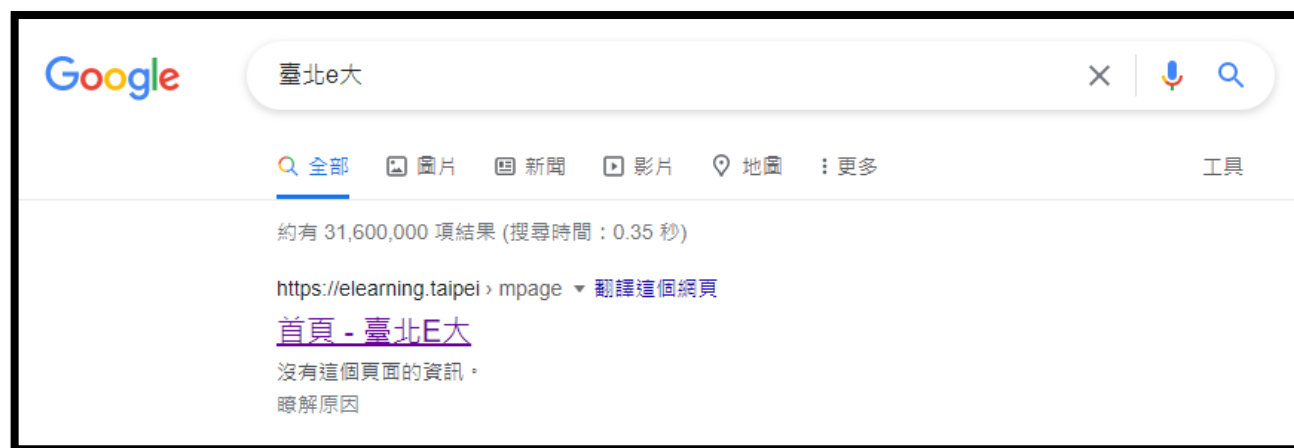 Google 臺北e大
全部 圖片 新聞 影片 地圖 更多 工具
約有 31,600,000 項結果 (搜尋時間：0.35 秒)
https://elearning.taipei › mpage ▼ 翻譯這個網頁
首頁 - 臺北E大
沒有這個頁面的資訊。
瞭解原因